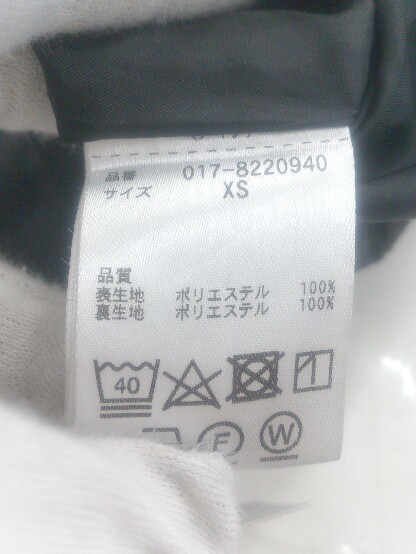 品番 017-8220940
サイズ XS
品質
表生地 ポリエステル 100%
裏生地 ポリエステル 100%
40
F W